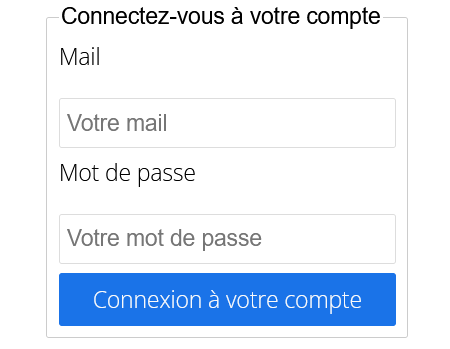 Connectez-vous à votre compte
Mail
Votre mail
Mot de passe
Votre mot de passe
Connexion à votre compte